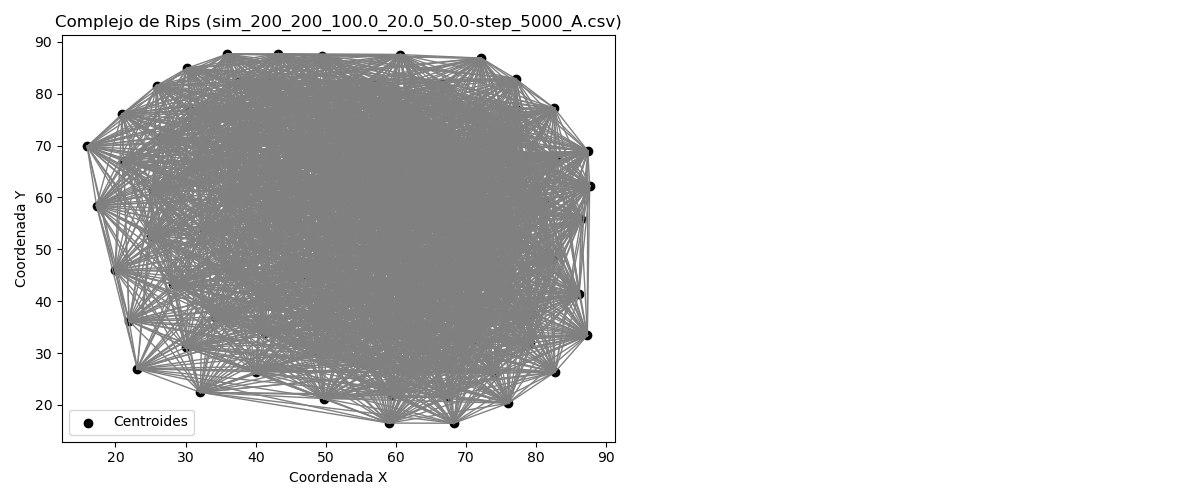 Complejo de Rips (sim_200_200_100.0_20.0_50.0-step_5000_A.csv)
90
80
70
60
50
40
30
20
Coordenada Y
Centroides
20 30 40 50 60 70 80 90
Coordenada X